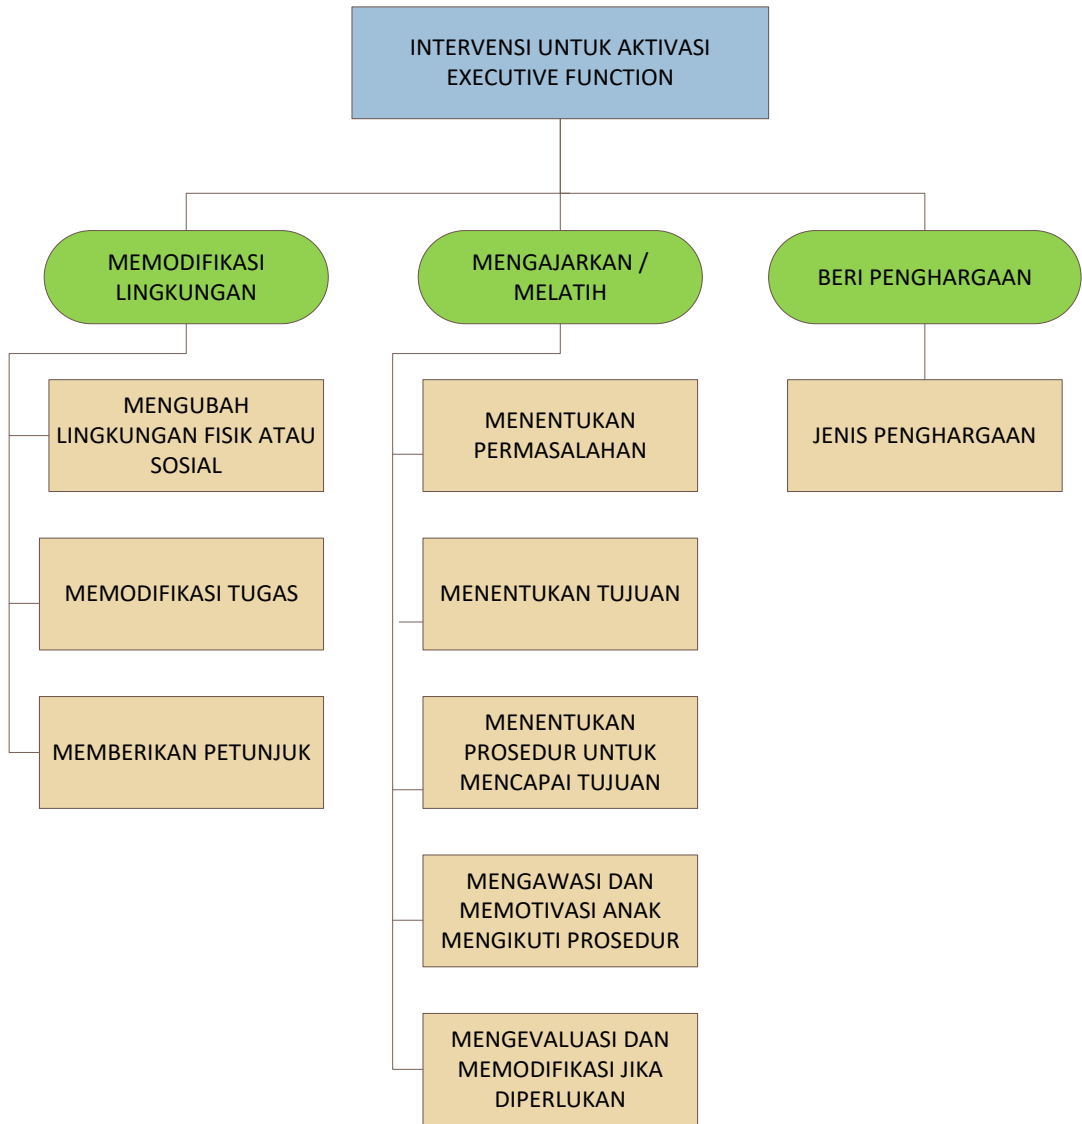 INTERVENSI UNTUK AKTIVASI
EXECUTIVE FUNCTION
MEMODIFIKASI
LINGKUNGAN
MENGUBAH
LINGKUNGAN FISIK ATAU
SOSIAL
MEMODIFIKASI TUGAS
MEMBERIKAN PETUNJUK
MENGAJARKAN /
MELATIH
MENENTUKAN
PERMASALAHAN
MENENTUKAN TUJUAN
MENENTUKAN
PROSEDUR UNTUK
MENCAPAI TUJUAN
MENGAWASI DAN
MEMOTIVASI ANAK
MENGIKUTI PROSEDUR
MENGEVALUASI DAN
MEMODIFIKASI JIKA
DIPERLUKAN
BERI PENGHARGAAN
JENIS PENGHARGAAN